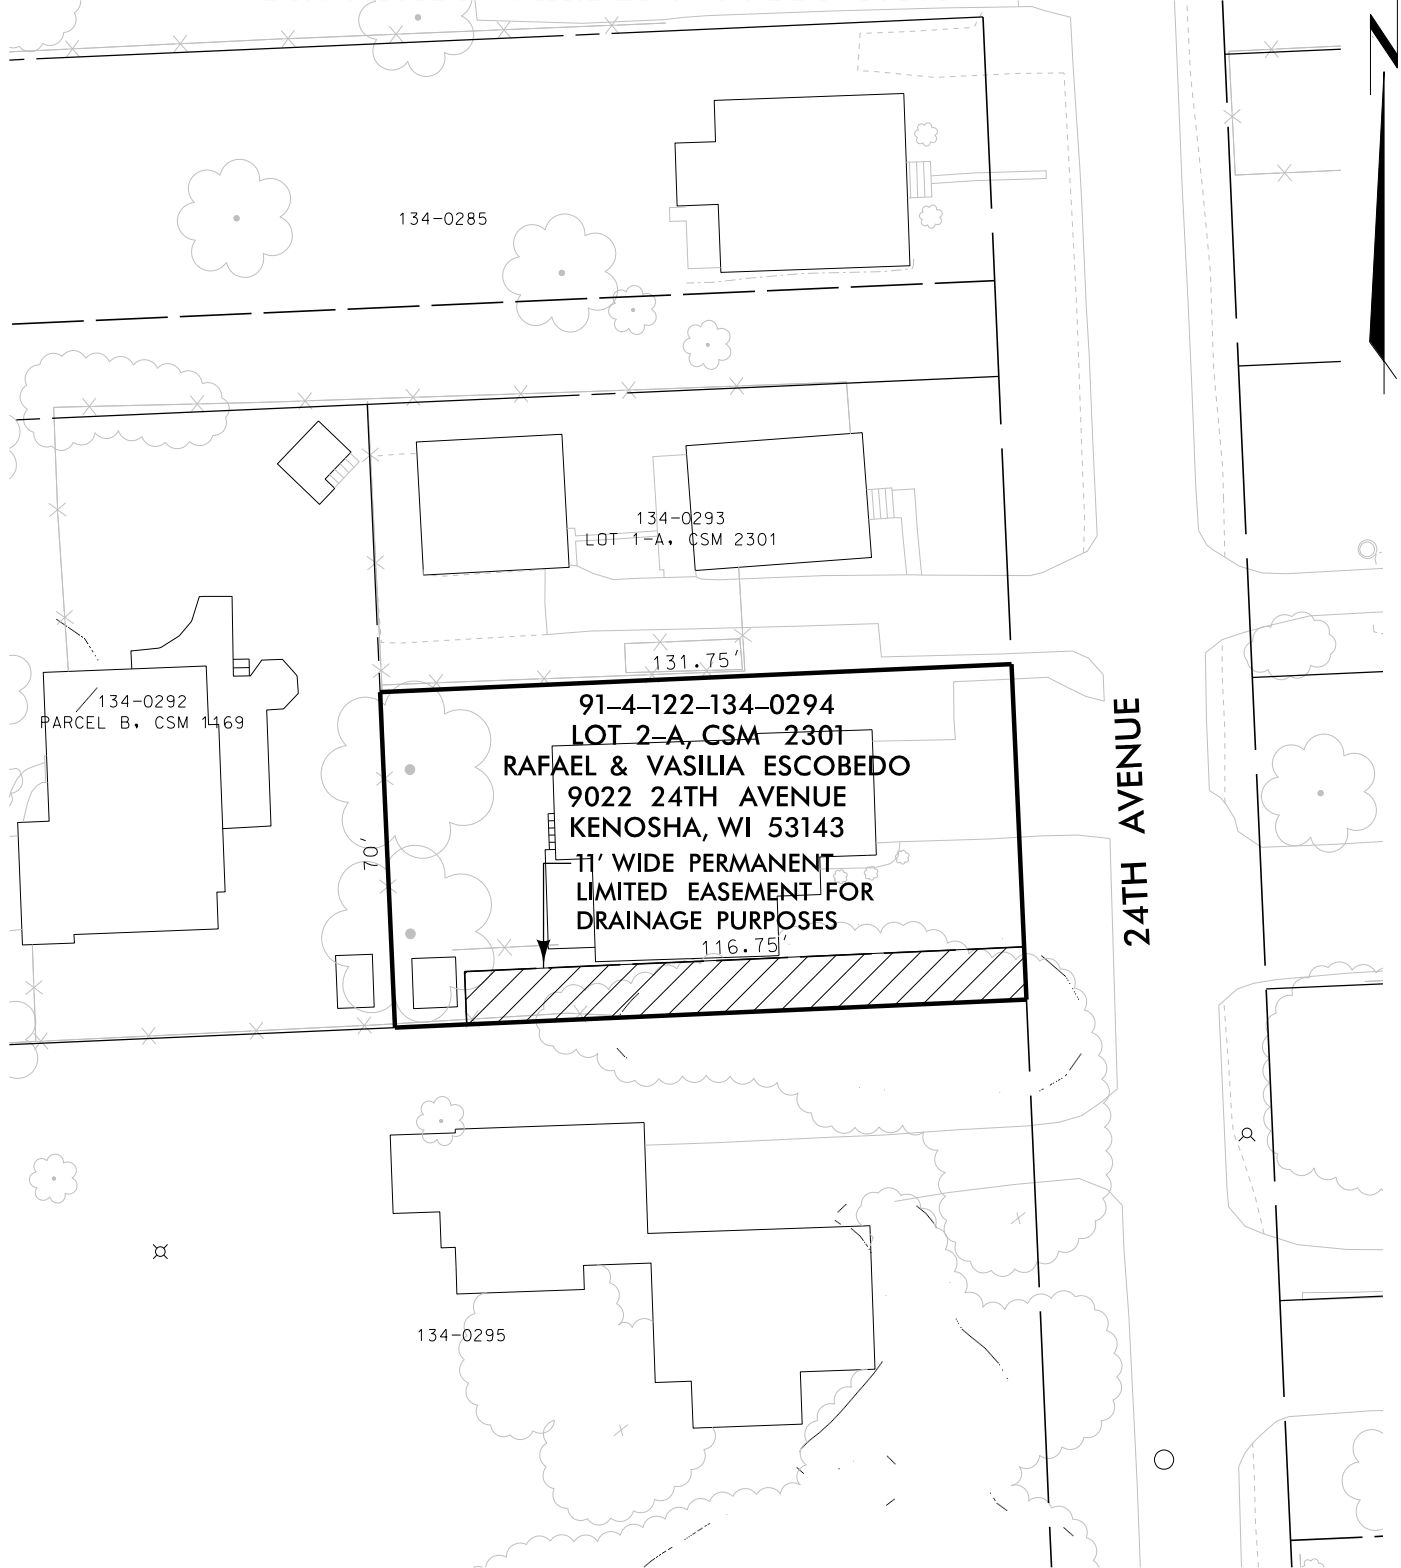 N
134-0285
134-0293
LOT 1-A, CSM 2301
131.75'
134-0292
PARCEL B, CSM 1169
91-4-122-134-0294
LOT 2-A, CSM 2301
RAFAEL & VASILIA ESCOBEDO
9022 24TH AVENUE
KENOSHA, WI 53143
70'
11' WIDE PERMANENT
LIMITED EASEMENT FOR
DRAINAGE PURPOSES
116.75'
24TH AVENUE
134-0295